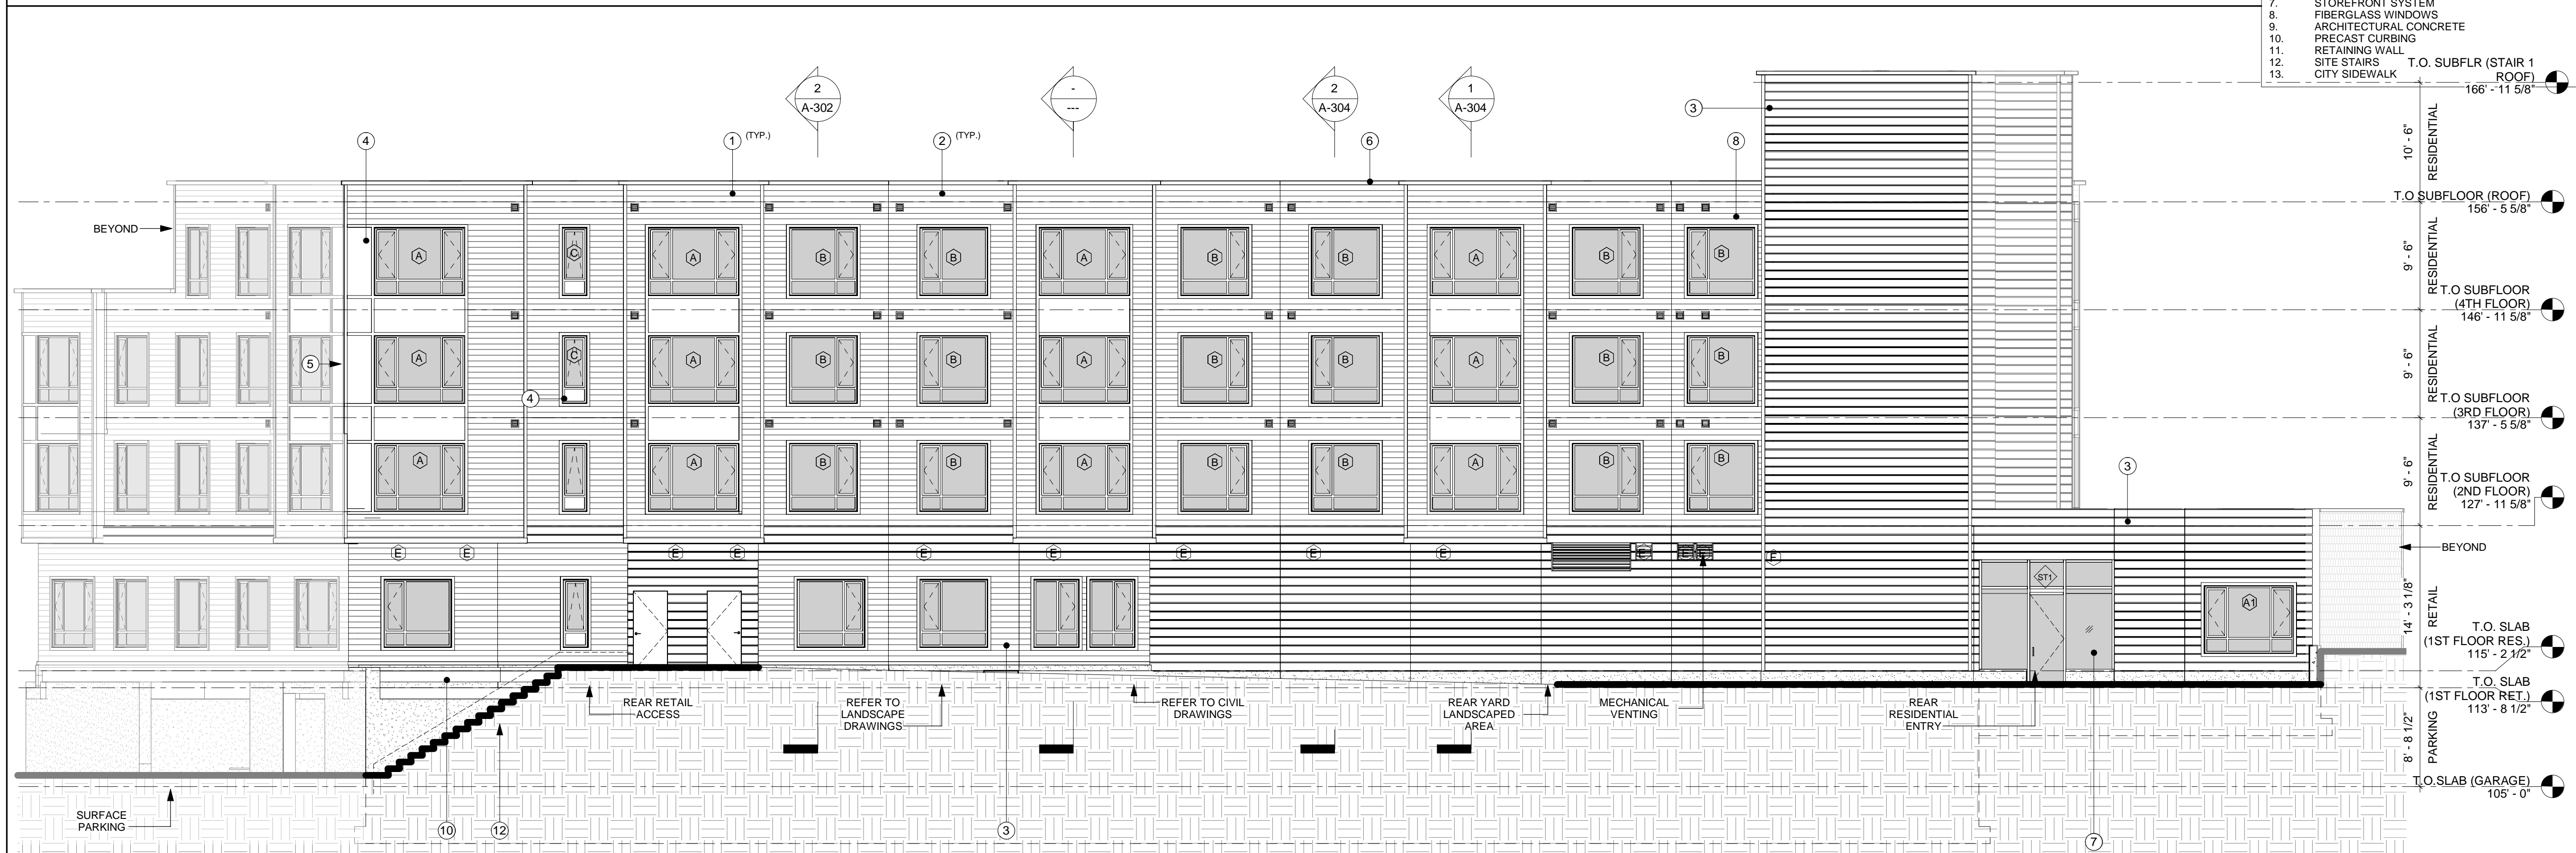 7. STOREFRONT SYSTEM
8. FIBERGLASS WINDOWS
9. ARCHITECTURAL CONCRETE
10. PRECAST CURBING
11. RETAINING WALL
12. SITE STAIRS
13. CITY SIDEWALK
T.O. SUBFLR (STAIR 1
ROOF)
166' - 11 5/8"
10' - 6"
RESIDENTIAL
T.O SUBFLOOR (ROOF)
156' - 5 5/8"
9' - 6"
RESIDENTIAL
T.O SUBFLOOR
(4TH FLOOR)
146' - 11 5/8"
9' - 6"
RESIDENTIAL
T.O SUBFLOOR
(3RD FLOOR)
137' - 5 5/8"
9' - 6"
RESIDENTIAL
T.O SUBFLOOR
(2ND FLOOR)
127' - 11 5/8"
14' - 3 1/8"
RETAIL
T.O. SLAB
(1ST FLOOR RES.)
115' - 2 1/2"
T.O. SLAB
(1ST FLOOR RET.)
113' - 8 1/2"
8' - 8 1/2"
PARKING
T.O.SLAB (GARAGE)
105' - 0"
2
A-302
-
---
2
A-304
1
A-304
3
4
1 (TYP.)
2 (TYP.)
6
8
BEYOND
A C A B B A B B A B B
5
A C A B B A B B A B B
4
A A B B A B B A B B
3
E E E E E E E E E E E E
BEYOND
ST1
A1
REAR RETAIL
ACCESS
REFER TO
LANDSCAPE
DRAWINGS
REFER TO CIVIL
DRAWINGS
REAR YARD
LANDSCAPED
AREA
MECHANICAL
VENTING
REAR
RESIDENTIAL
ENTRY
SURFACE
PARKING
10
12
3
7